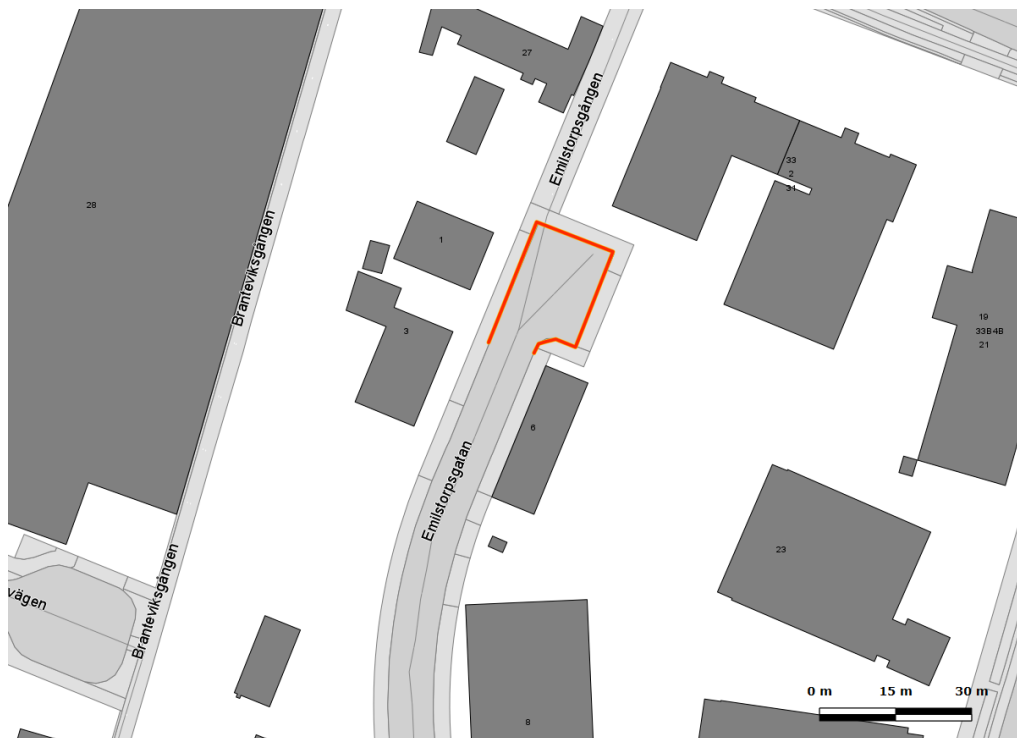 27
Emilstorpsgången
33
2
31
28
1
Branteviksgången
3
19
33B4B
21
6
Emilstorpsgatan
23
Branteviksgången
vägen
0 m 15 m 30 m
8